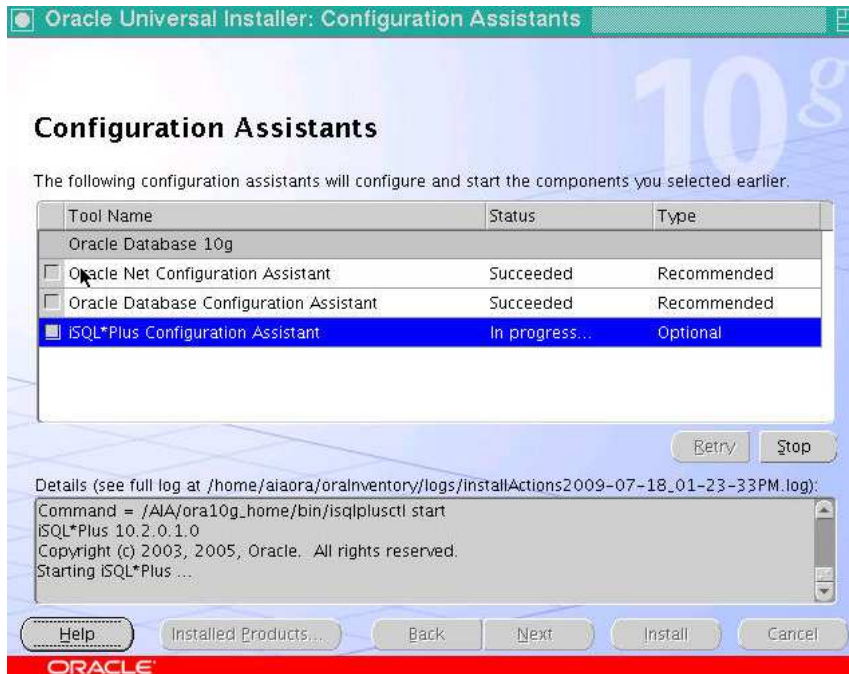 Oracle Universal Installer: Configuration Assistants
10g
Configuration Assistants
The following configuration assistants will configure and start the components you selected earlier.
Tool Name Status Type
Oracle Database 10g
Oracle Net Configuration Assistant Succeeded Recommended
Oracle Database Configuration Assistant Succeeded Recommended
iSQL*Plus Configuration Assistant In progress... Optional
Retry Stop
Details (see full log at /home/aiaora/oraInventory/logs/installActions2009-07-18_01-23-33PM.log):
Command = /AIA/ora10g_home/bin/isqlplusctl start
iSQL*Plus 10.2.0.1.0
Copyright (c) 2003, 2005, Oracle. All rights reserved.
Starting iSQL*Plus ...
Help Installed Products... Back Next Install Cancel
ORACLE